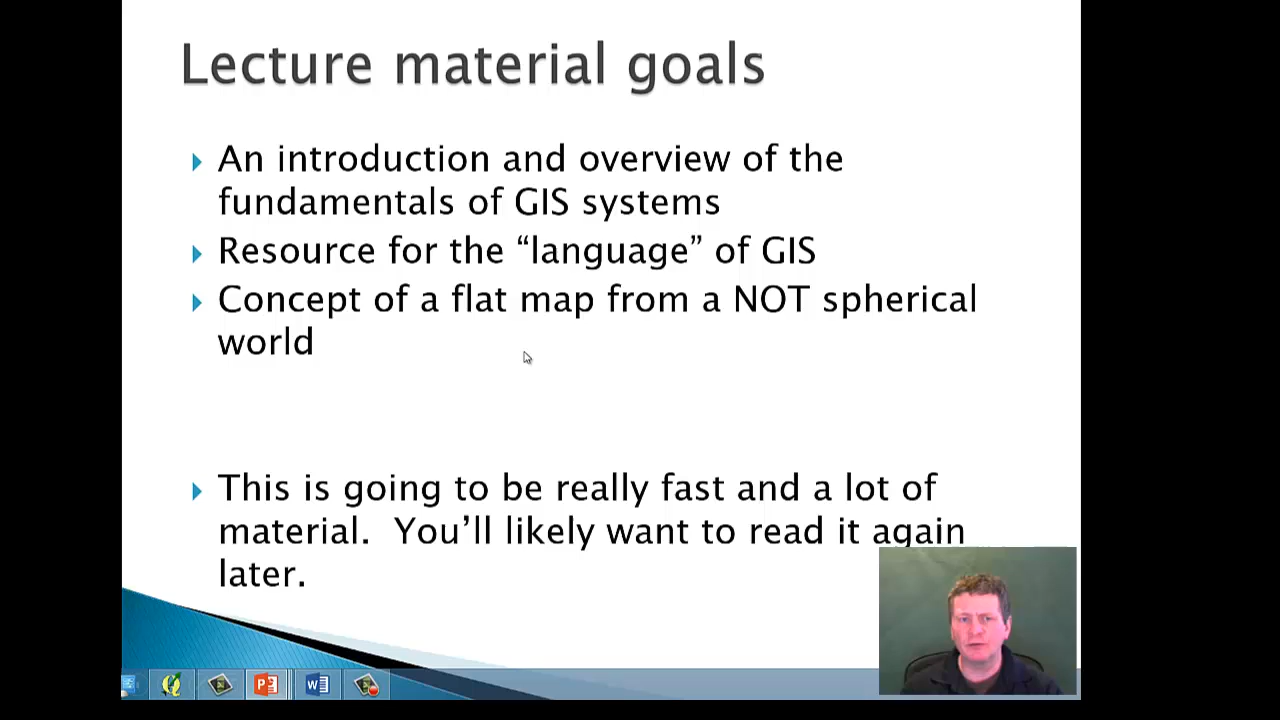 Lecture material goals
An introduction and overview of the
fundamentals of GIS systems
Resource for the “language” of GIS
Concept of a flat map from a NOT spherical
world
This is going to be really fast and a lot of
material.  You’ll likely want to read it again
later.